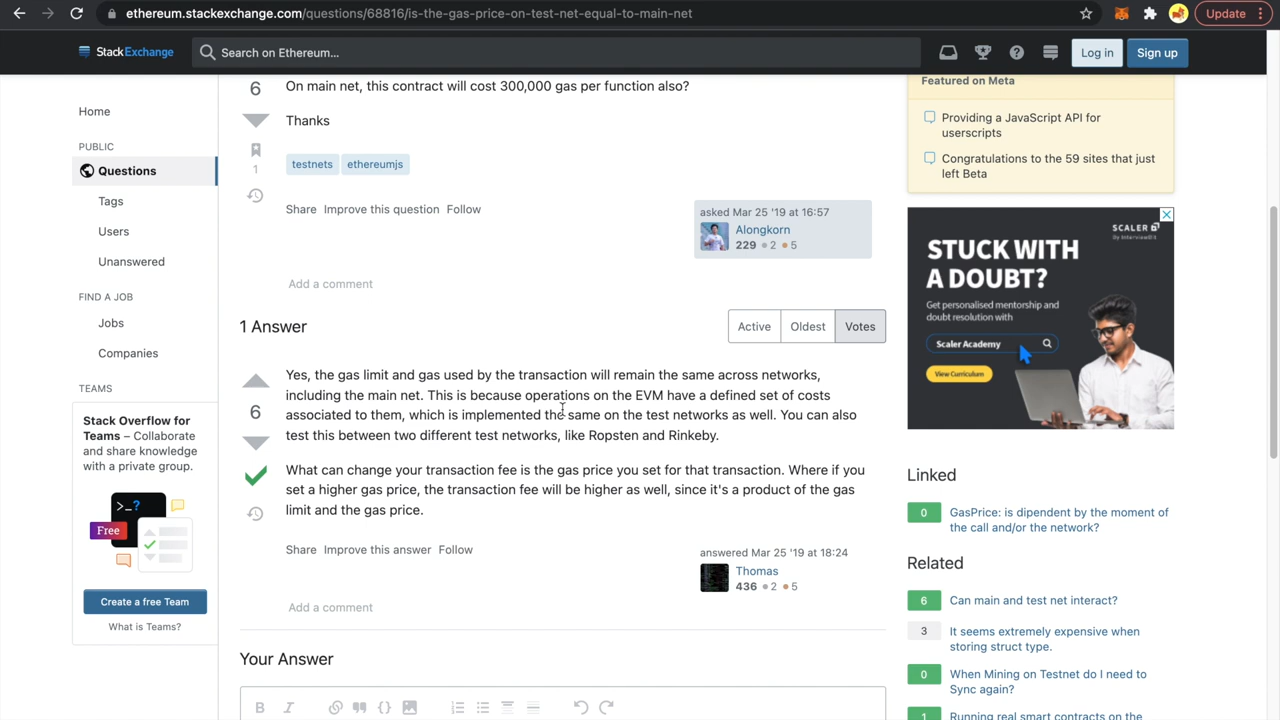 ethereum.stackexchange.com/questions/68816/is-the-gas-price-on-test-net-equal-to-main-net
Update
StackExchange
Search on Ethereum…
Log in
Sign up
Home
PUBLIC
Questions
Tags
Users
Unanswered
FIND A JOB
Jobs
Companies
TEAMS
Stack Overflow for
Teams – Collaborate
and share knowledge
with a private group.
>_?
Free
Create a free Team
What is Teams?
6
On main net, this contract will cost 300,000 gas per function also?
Thanks
1
testnets ethereumjs
Share Improve this question Follow
asked Mar 25 '19 at 16:57
Alongkorn
229 2 5
Add a comment
1 Answer
Active Oldest Votes
6
Yes, the gas limit and gas used by the transaction will remain the same across networks,
including the main net. This is because operations on the EVM have a defined set of costs
associated to them, which is implemented the same on the test networks as well. You can also
test this between two different test networks, like Ropsten and Rinkeby.
What can change your transaction fee is the gas price you set for that transaction. Where if you
set a higher gas price, the transaction fee will be higher as well, since it's a product of the gas
limit and the gas price.
Share Improve this answer Follow
answered Mar 25 '19 at 18:24
Thomas
436 2 5
Add a comment
Your Answer
B I
Featured on Meta
Providing a JavaScript API for
userscripts
Congratulations to the 59 sites that just
left Beta
SCALER
By InterviewBit
STUCK WITH
A DOUBT?
Get personalised mentorship and
doubt resolution with
Scaler Academy
View Curriculum
Linked
0 GasPrice: is dipendent by the moment of
the call and/or the network?
Related
6 Can main and test net interact?
3 It seems extremely expensive when
storing struct type.
0 When Mining on Testnet do I need to
Sync again?
1 Running real smart contracts on the